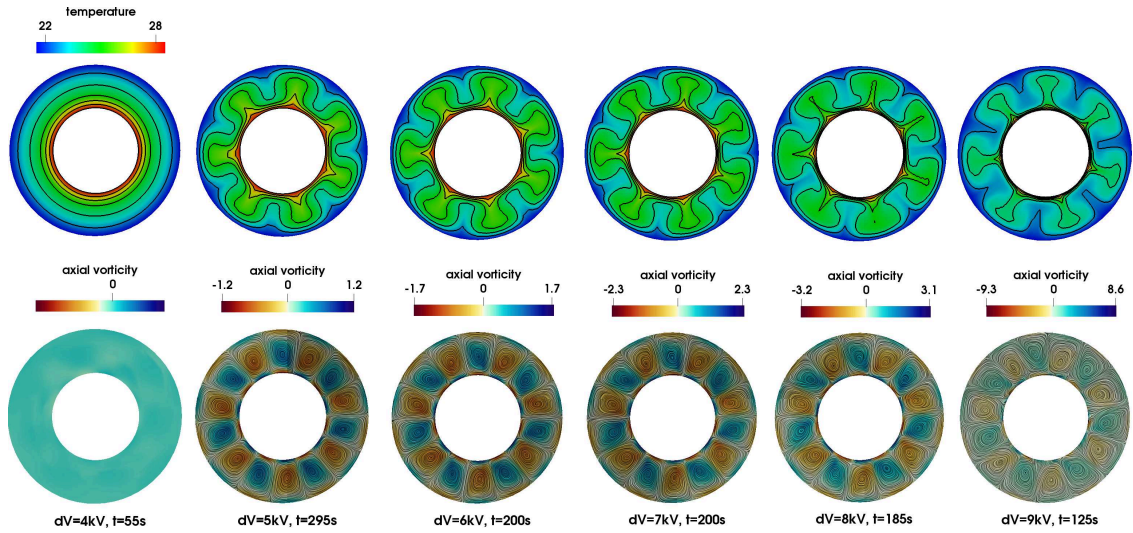 temperature
22 28
axial vorticity axial vorticity axial vorticity axial vorticity axial vorticity axial vorticity
0 -1.2 0 1.2 -1.7 0 1.7 -2.3 0 2.3 -3.2 0 3.1 -9.3 0 8.6
dV=4kV, t=55s dV=5kV, t=295s dV=6kV, t=200s dV=7kV, t=200s dV=8kV, t=185s dV=9kV, t=125s